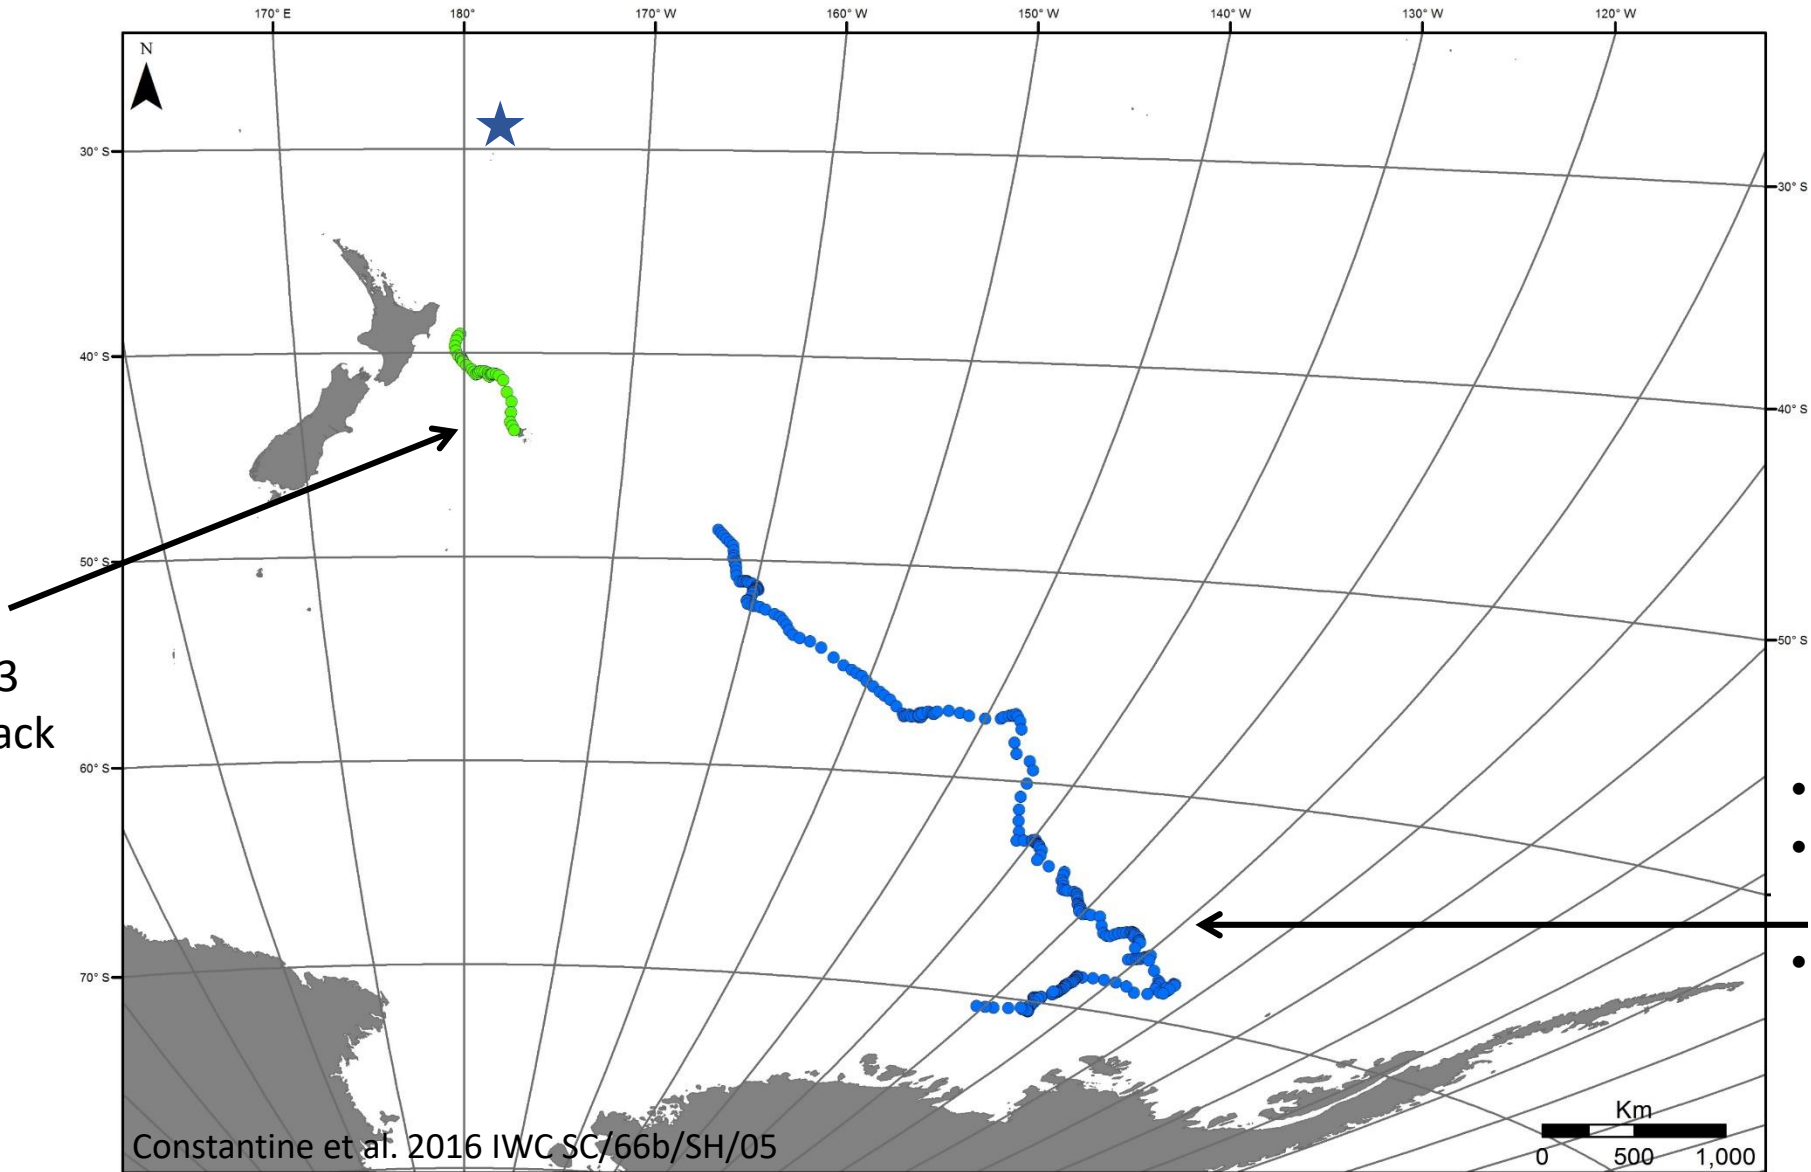 170° E
180°
170° W
160° W
150° W
140° W
130° W
120° W
N
30° S
30° S
40° S
40° S
50° S
50° S
3
ack
60° S
70° S
Km
0 500 1,000
Constantine et al. 2016 IWC SC/66b/SH/05